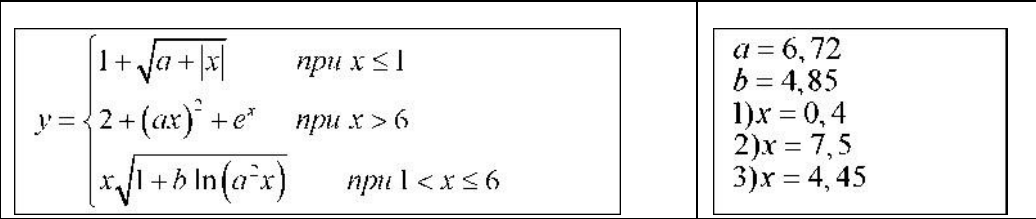 y = { 1 + √(a + |x|) при x ≤ 1
2 + (ax)² + eˣ при x > 6
x√(1 + b ln(a²x)) при 1 < x ≤ 6
a = 6,72
b = 4,85
1)x = 0,4
2)x = 7,5
3)x = 4,45